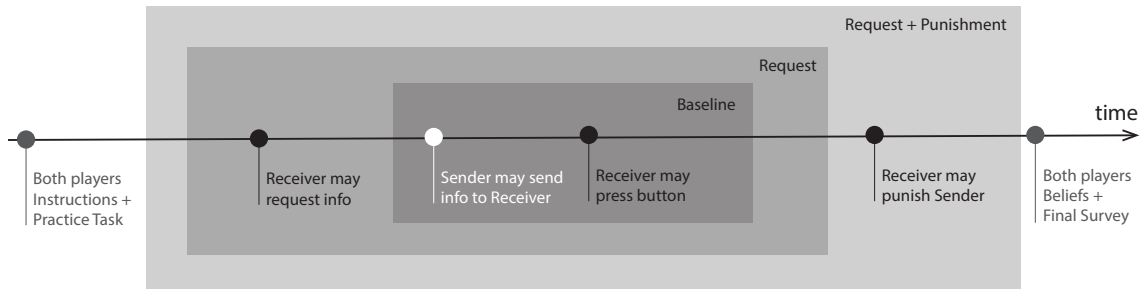 Request + Punishment
Request
Baseline
time
Both players
Instructions +
Practice Task
Receiver may
request info
Sender may send
info to Receiver
Receiver may
press button
Receiver may
punish Sender
Both players
Beliefs +
Final Survey